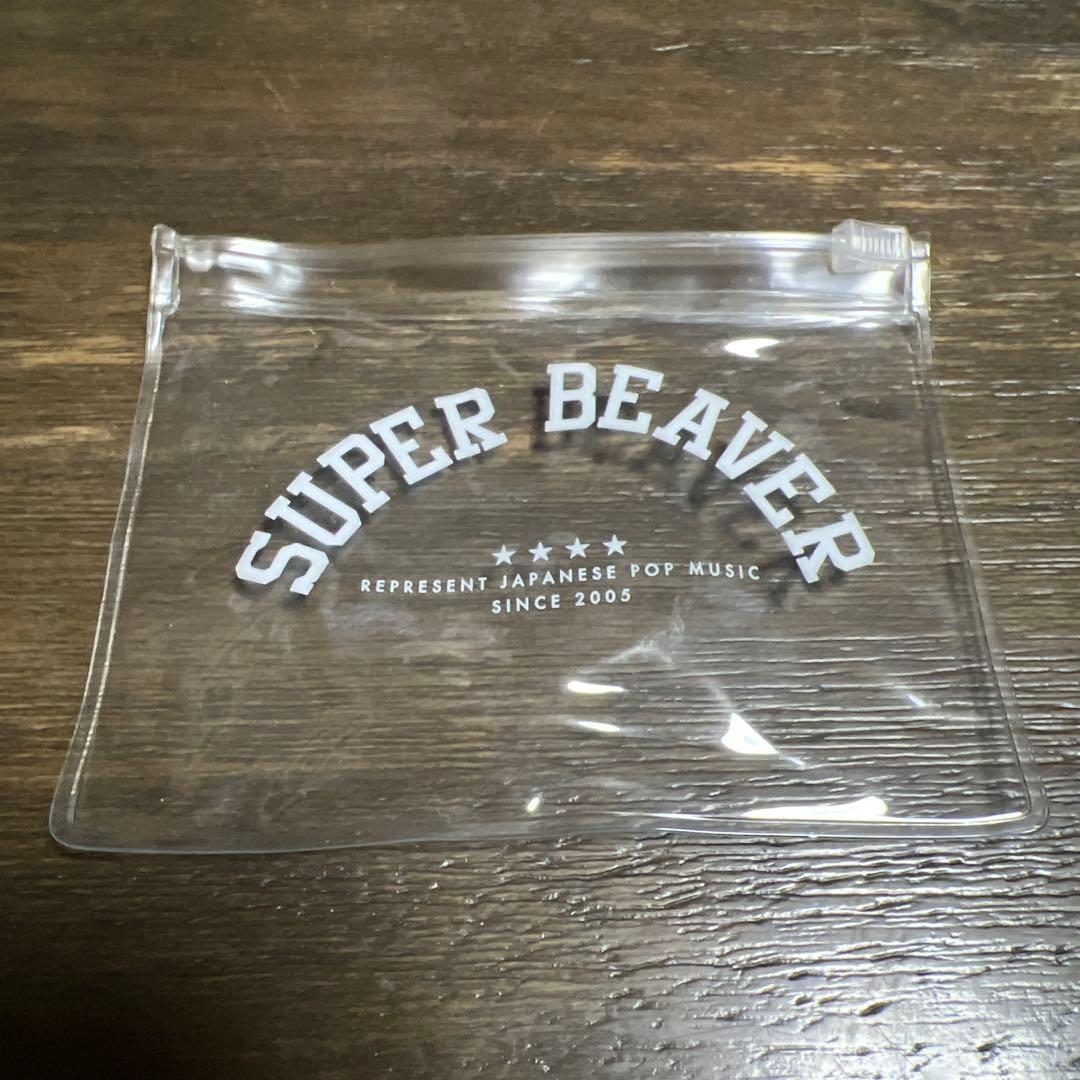 SUPER BEAVER
★★★★
REPRESENT JAPANESE POP MUSIC
SINCE 2005